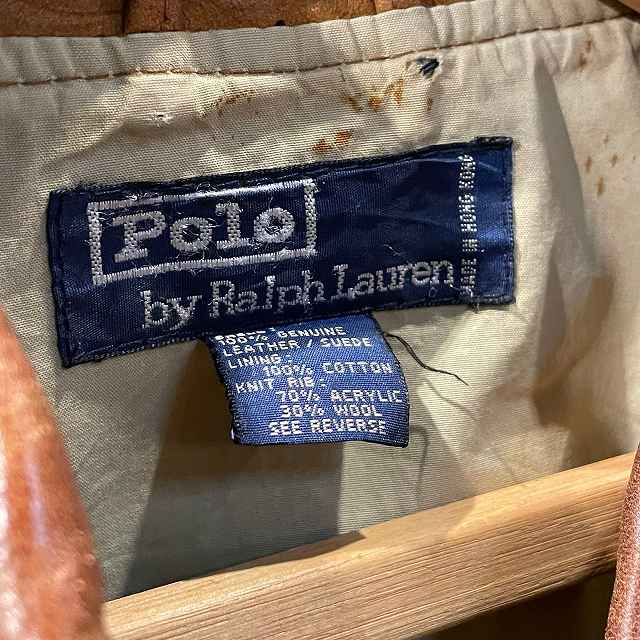 Polo
by Ralph Lauren
MADE IN HONG KONG
100% GENUINE
LEATHER / SUEDE
LINING:
100% COTTON
KNIT RIB:
70% ACRYLIC
30% WOOL
SEE REVERSE